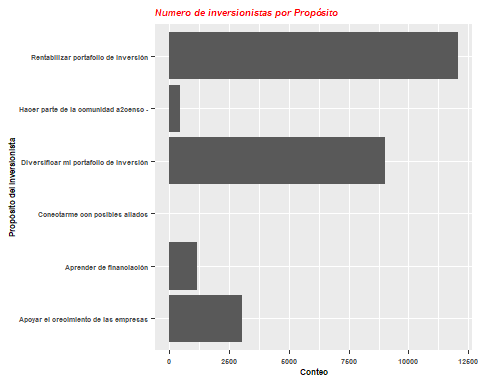 Numero de inversionistas por Propósito
Propósito del Inversionista
Rentabilizar portafolio de inversión
Hacer parte de la comunidad a2censo -
Diversificar mi portafolio de inversión
Conectarme con posibles aliados
Aprender de financiación
Apoyar el crecimiento de las empresas
0 2500 5000 7500 10000 12500
Conteo